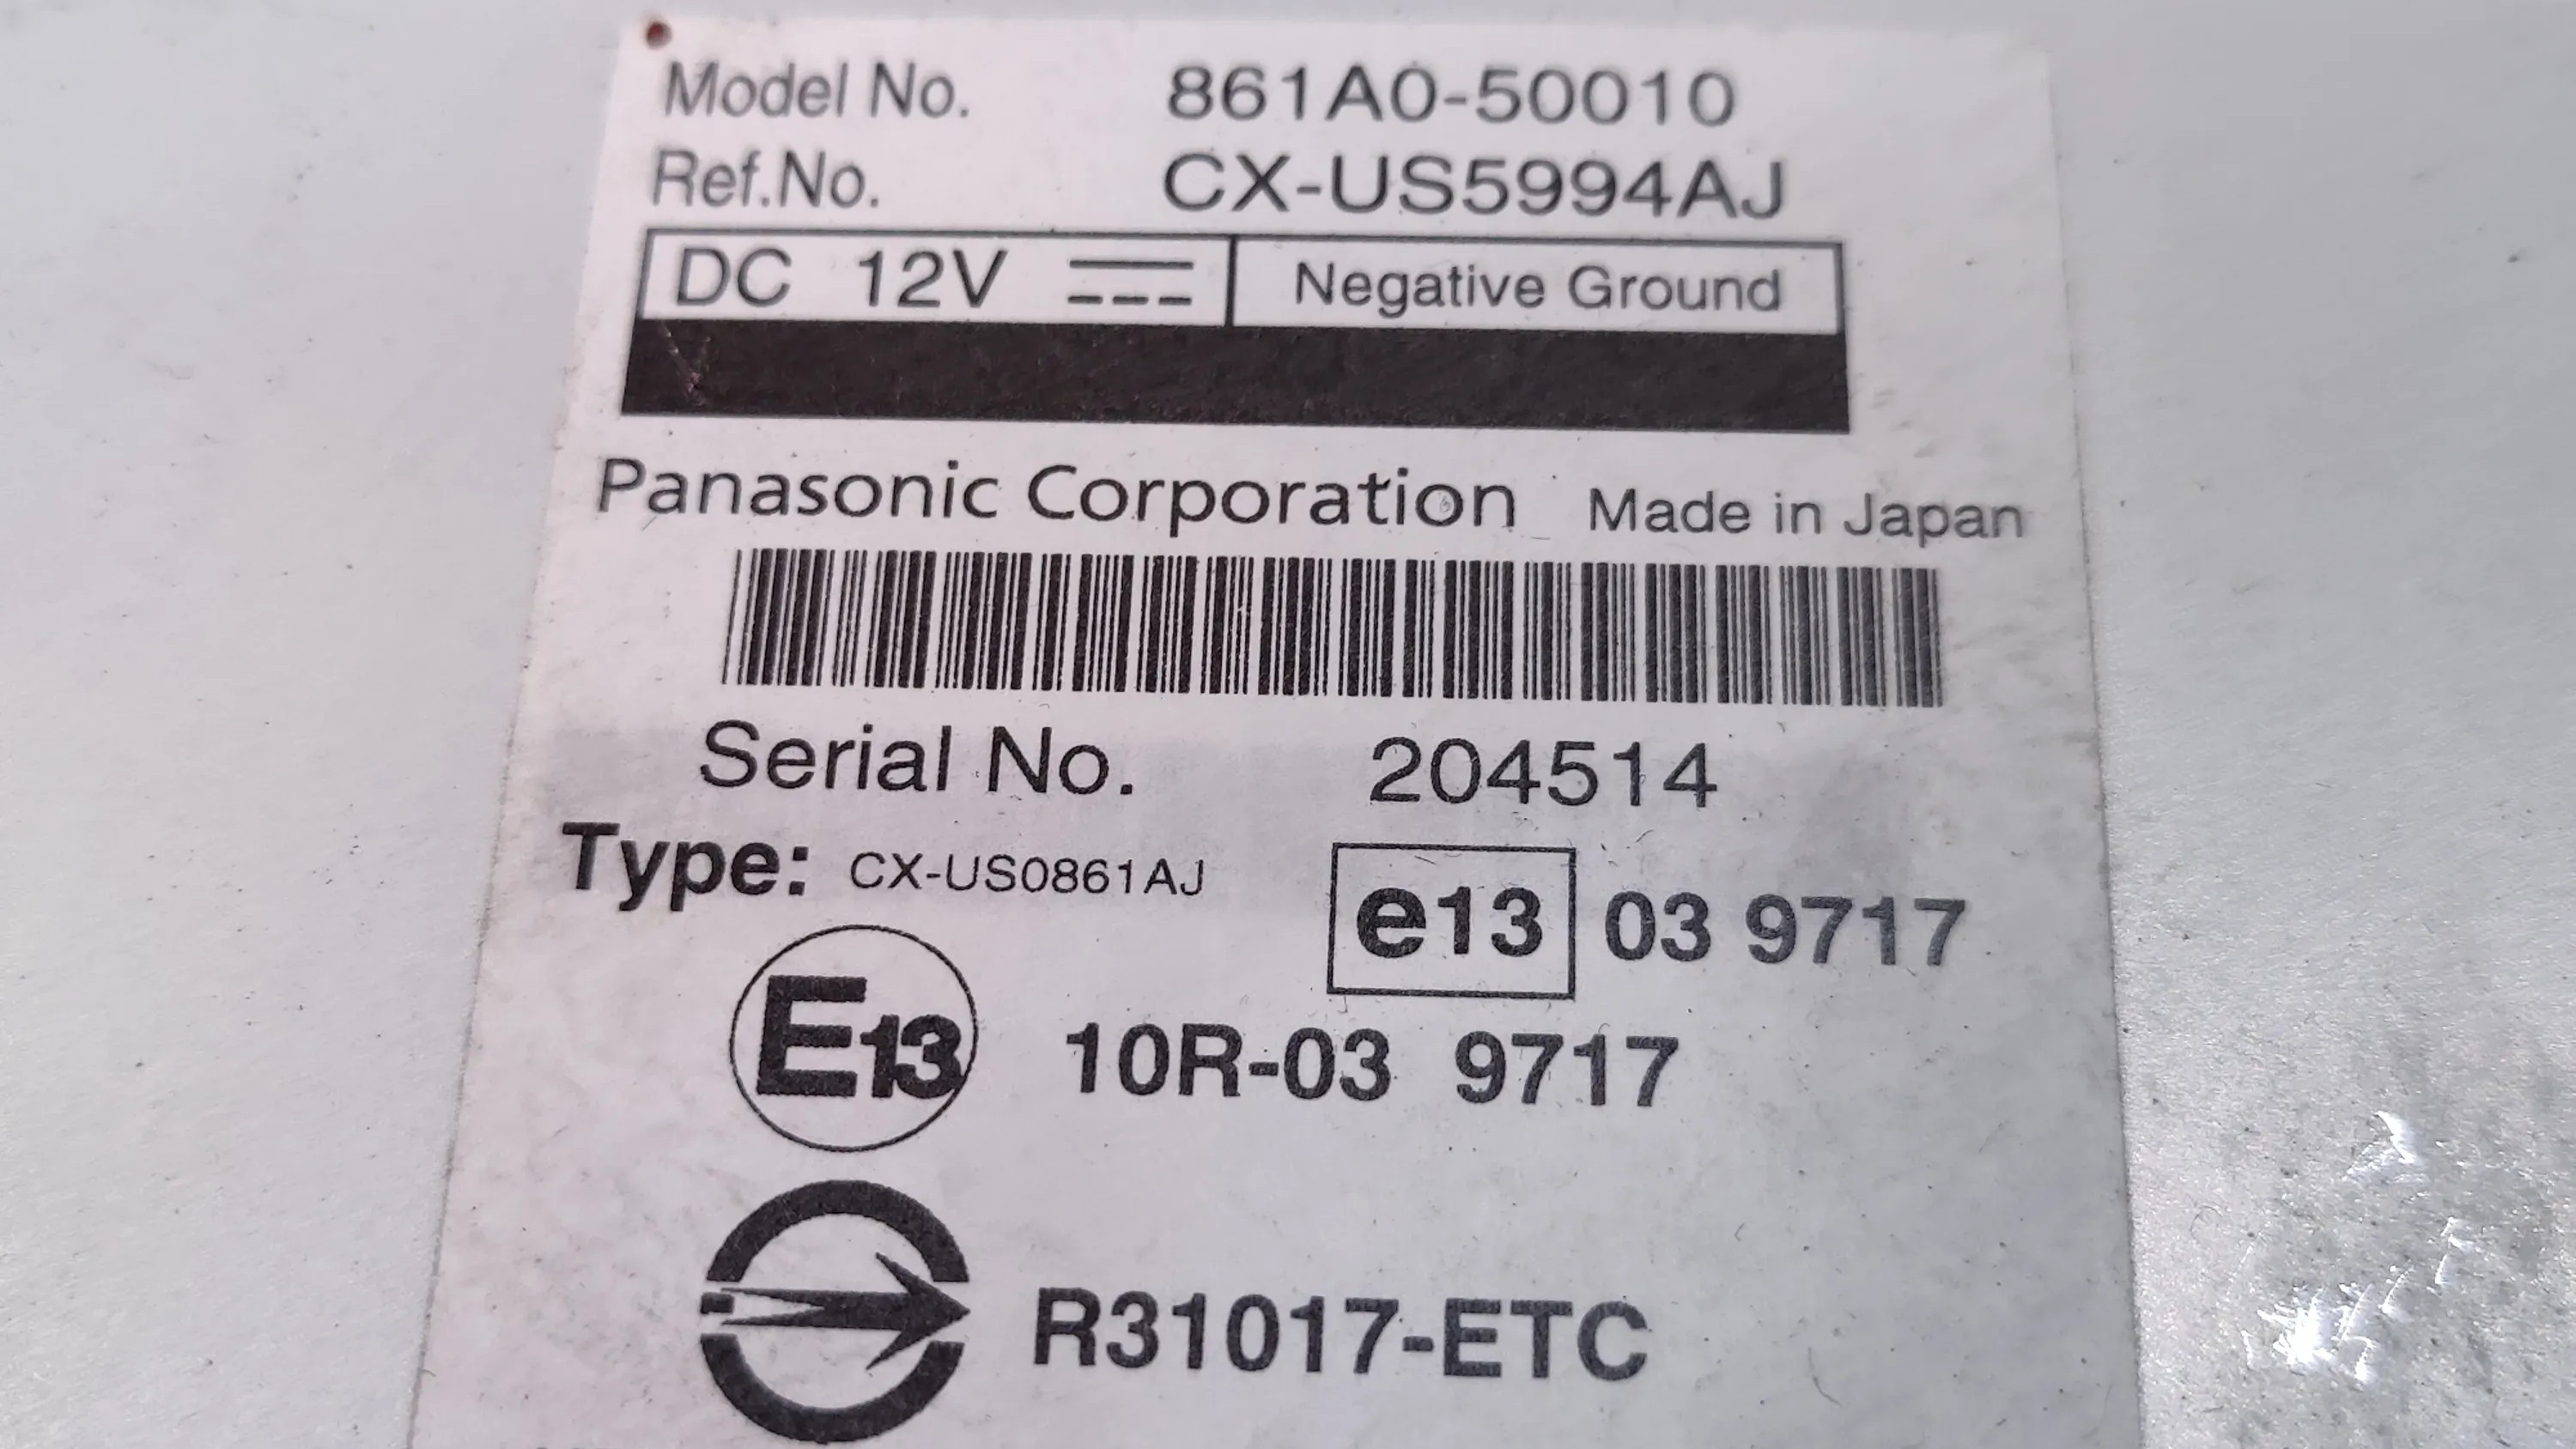 Model No. 861A0-50010
Ref.No. CX-US5994AJ
DC 12V Negative Ground
Panasonic Corporation Made in Japan
Serial No. 204514
Type: CX-US0861AJ
e13 03 9717
E13 10R-03 9717
R31017-ETC